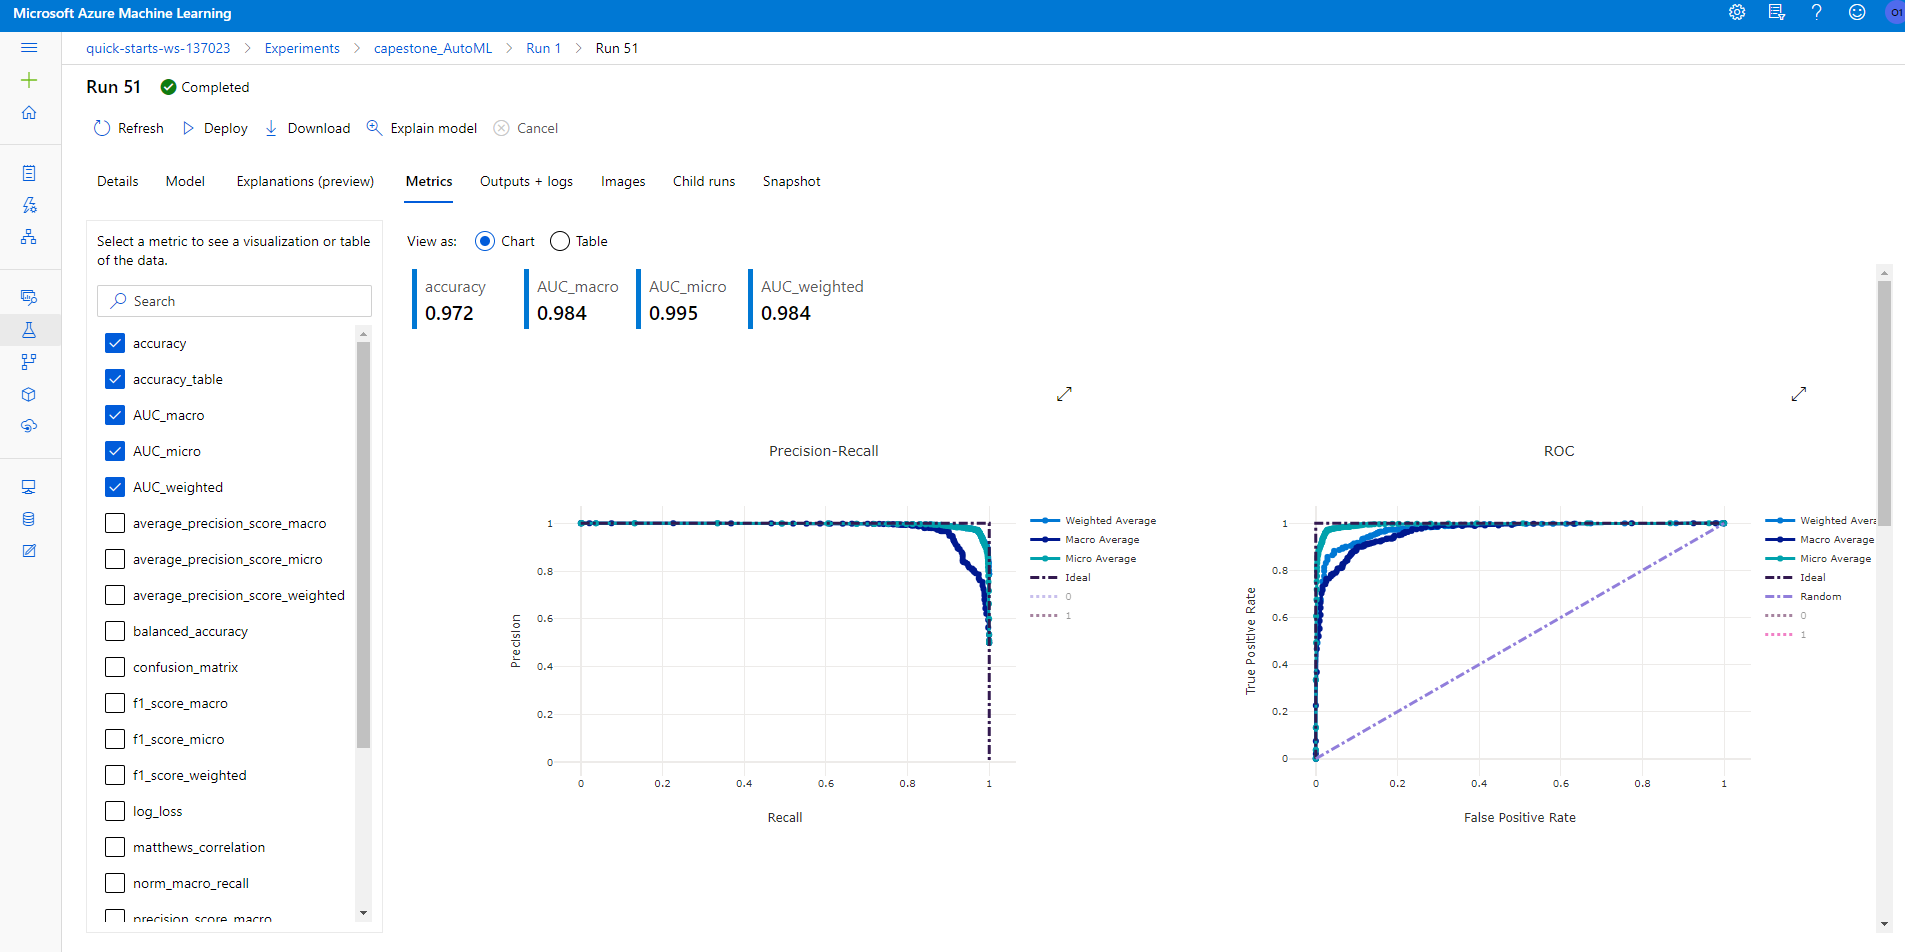 Microsoft Azure Machine Learning
01
quick-starts-ws-137023 > Experiments > capestone_AutoML > Run 1 > Run 51
Run 51 Completed
Refresh Deploy Download Explain model Cancel
Details Model Explanations (preview) Metrics Outputs + logs Images Child runs Snapshot
Select a metric to see a visualization or table
of the data.
Search
accuracy
accuracy_table
AUC_macro
AUC_micro
AUC_weighted
average_precision_score_macro
average_precision_score_micro
average_precision_score_weighted
balanced_accuracy
confusion_matrix
f1_score_macro
f1_score_micro
f1_score_weighted
log_loss
matthews_correlation
norm_macro_recall
precision_score_macro
View as: Chart Table
accuracy AUC_macro AUC_micro AUC_weighted
0.972 0.984 0.995 0.984
Precision-Recall
1
0.8
0.6
0.4
0.2
0
Precision
0 0.2 0.4 0.6 0.8 1
Recall
Weighted Average
Macro Average
Micro Average
Ideal
0
1
ROC
1
0.8
0.6
0.4
0.2
0
True Positive Rate
0 0.2 0.4 0.6 0.8 1
False Positive Rate
Weighted Avera
Macro Average
Micro Average
Ideal
Random
0
1